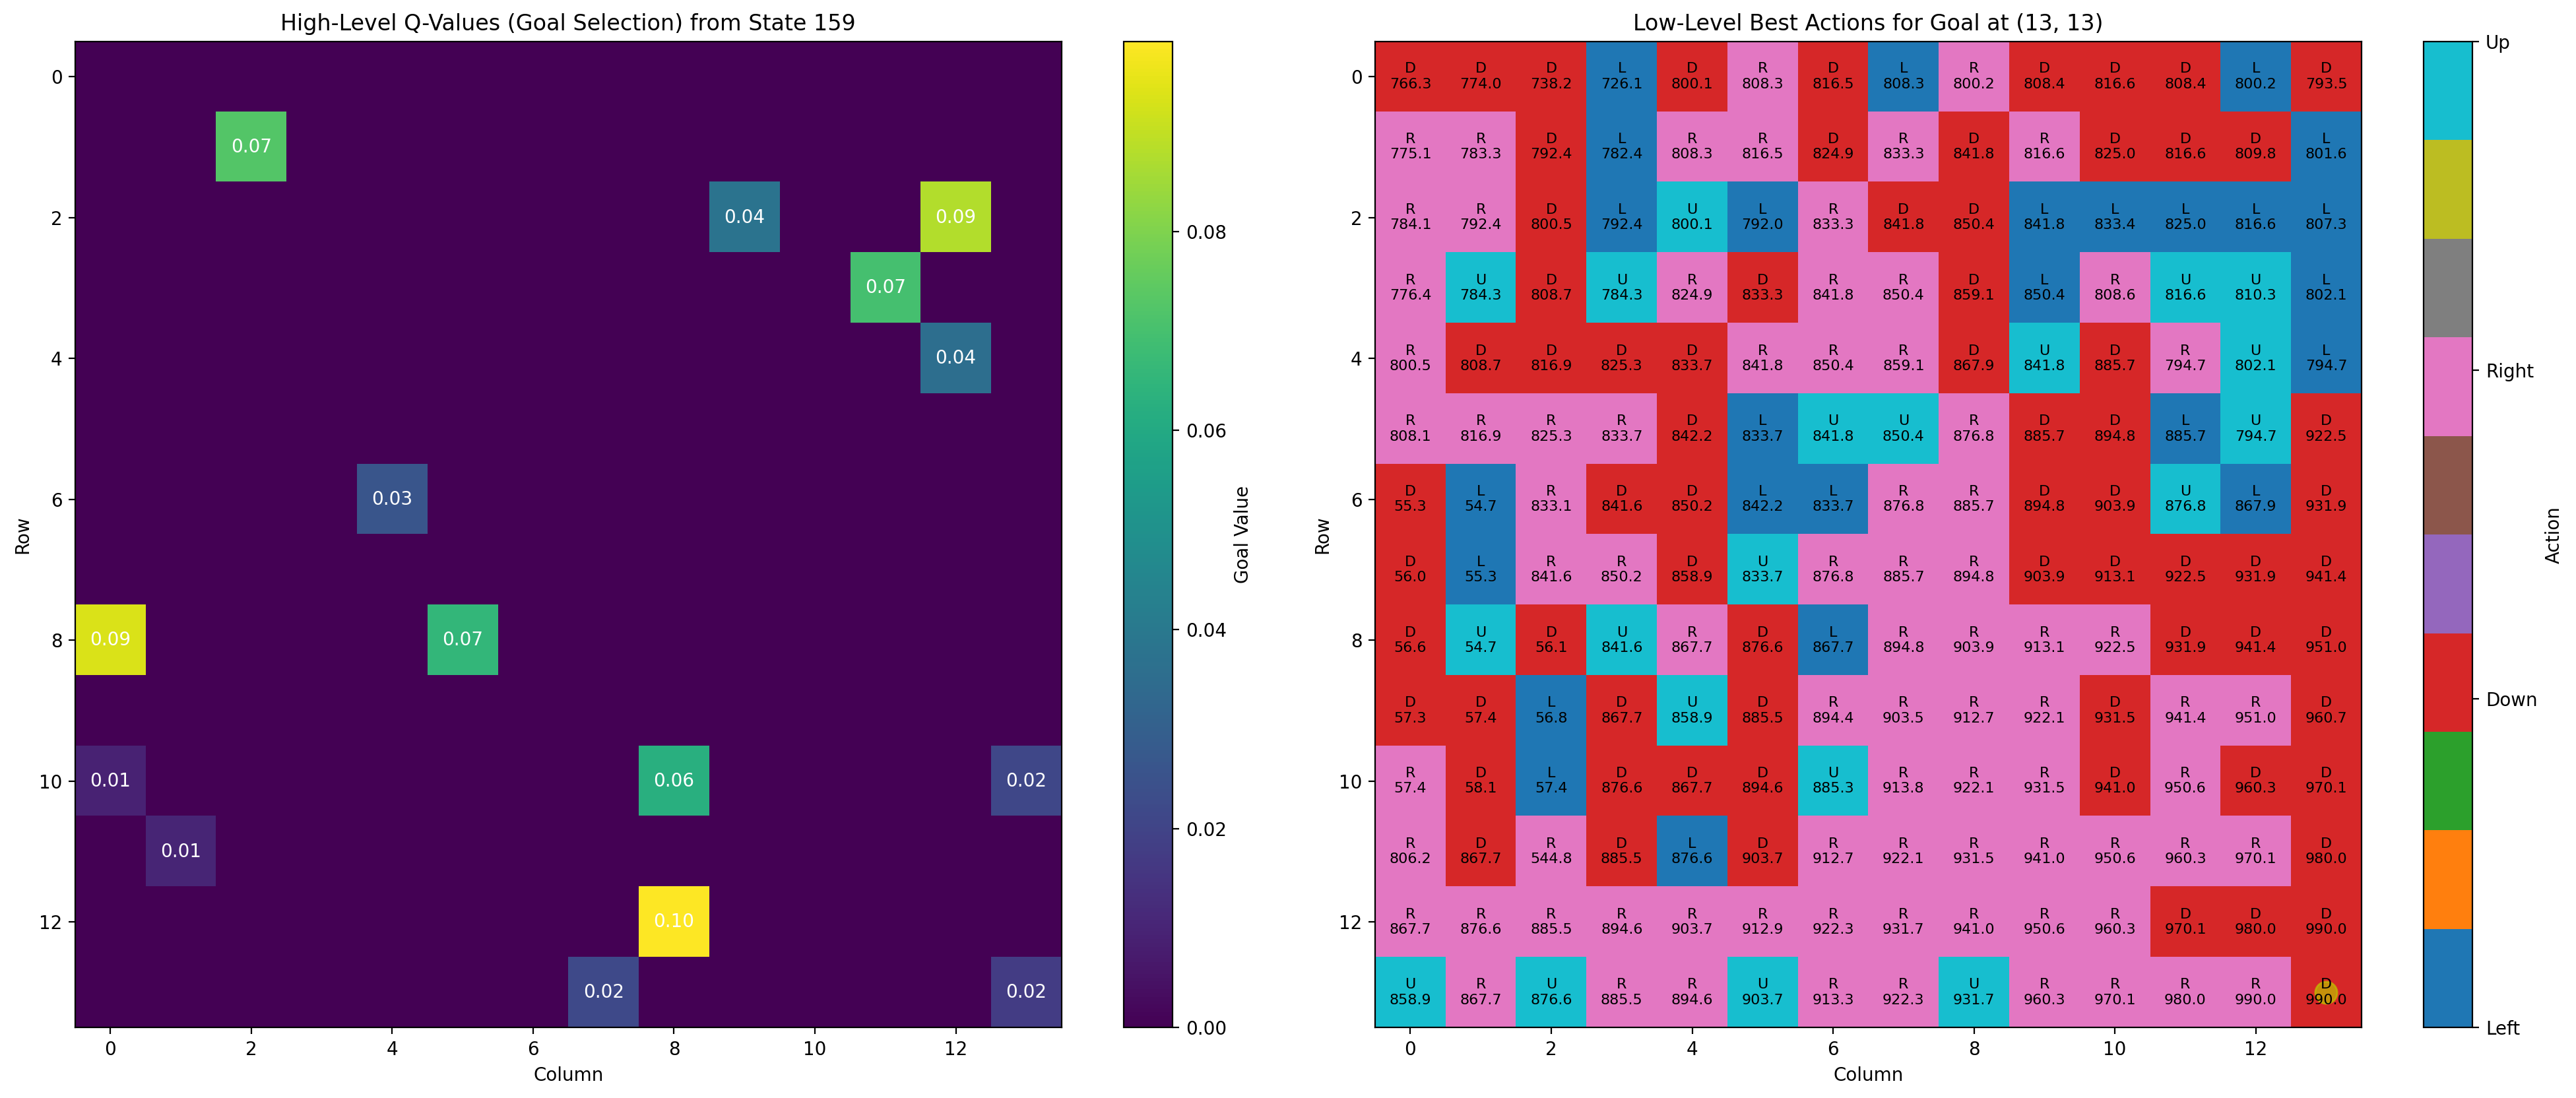 High-Level Q-Values (Goal Selection) from State 159
0
2
4
6
8
10
12
Row
0.07
0.04 0.09
0.07
0.04
0.03
0.09 0.07
0.01 0.06 0.02
0.01
0.10
0.02 0.02
0 2 4 6 8 10 12
Column
0.08
0.06
0.04
0.02
0.00
Goal Value
Low-Level Best Actions for Goal at (13, 13)
0
2
4
6
8
10
12
Row
D D D L D R D L R D D D L D
766.3 774.0 738.2 726.1 800.1 808.3 816.5 808.3 800.2 808.4 816.6 808.4 800.2 793.5
R R D L R R D R D R D D D L
775.1 783.3 792.4 782.4 808.3 816.5 824.9 833.3 841.8 816.6 825.0 816.6 809.8 801.6
R R D L U L R D D L L L L L
784.1 792.4 800.5 792.4 800.1 792.0 833.3 841.8 850.4 841.8 833.4 825.0 816.6 807.3
R U D U R D R R D L R U U L
776.4 784.3 808.7 784.3 824.9 833.3 841.8 850.4 859.1 850.4 808.6 816.6 810.3 802.1
R D D D D R R R D U D R U L
800.5 808.7 816.9 825.3 833.7 841.8 850.4 859.1 867.9 841.8 885.7 794.7 802.1 794.7
R R R R D L U U R D D L U D
808.1 816.9 825.3 833.7 842.2 833.7 841.8 850.4 876.8 885.7 894.8 885.7 794.7 922.5
D L R D D L L R R D D U L D
55.3 54.7 833.1 841.6 850.2 842.2 833.7 876.8 885.7 894.8 903.9 876.8 867.9 931.9
D L R R D U R R R D D D D D
56.0 55.3 841.6 850.2 858.9 833.7 876.8 885.7 894.8 903.9 913.1 922.5 931.9 941.4
D U D U R D L R R R R D D D
56.6 54.7 56.1 841.6 867.7 876.6 867.7 894.8 903.9 913.1 922.5 931.9 941.4 951.0
D D L D U D R R R R D R R D
57.3 57.4 56.8 867.7 858.9 885.5 894.4 903.5 912.7 922.1 931.5 941.4 951.0 960.7
R D L D D D U R R R D R D D
57.4 58.1 57.4 876.6 867.7 894.6 885.3 913.8 922.1 931.5 941.0 950.6 960.3 970.1
R D R D L D R R R R R R R D
806.2 867.7 544.8 885.5 876.6 903.7 912.7 922.1 931.5 941.0 950.6 960.3 970.1 980.0
R R R R R R R R R R R D D D
867.7 876.6 885.5 894.6 903.7 912.9 922.3 931.7 941.0 950.6 960.3 970.1 980.0 990.0
U R U R R U R R U R R R R D
858.9 867.7 876.6 885.5 894.6 903.7 913.3 922.3 931.7 960.3 970.1 980.0 990.0 990.0
0 2 4 6 8 10 12
Column
Up
Right
Down
Left
Action